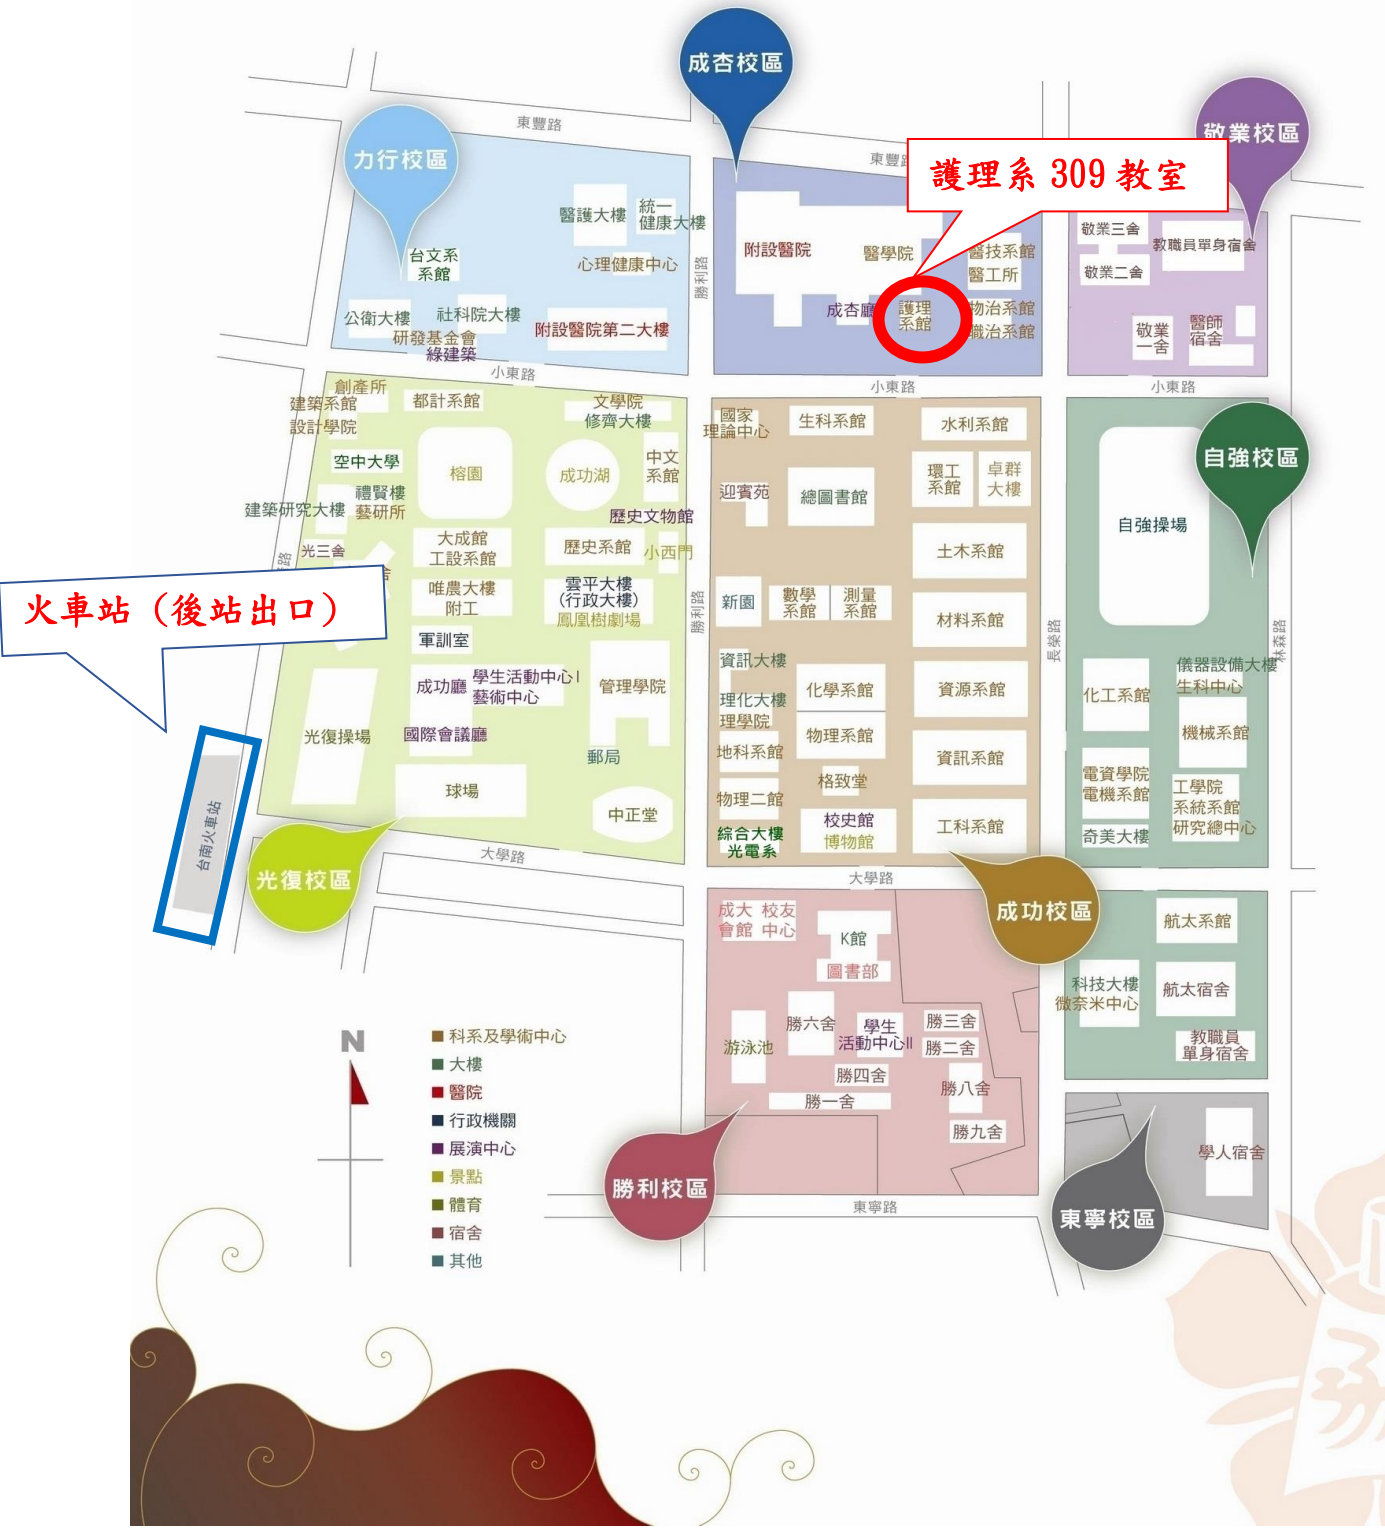 成杏校區
敬業校區
東豐路
力行校區
東豐
護理系 309 教室
醫護大樓
統一
健康大樓
敬業三舍
教職員單身宿舍
台文系
系館
心理健康中心
附設醫院
醫學院
醫技系館
醫工所
敬業二舍
勝利路
公衛大樓
社科院大樓
附設醫院第二大樓
成杏廳
護理
系館
物治系館
職治系館
敬業
一舍
醫師
宿舍
研發基金會
綠建築
小東路
小東路
小東路
創產所
建築系館
設計學院
都計系館
文學院
修齊大樓
國家
理論中心
生科系館
水利系館
自強校區
空中大學
榕園
成功湖
中文
系館
環工
系館
卓群
大樓
迎賓苑
總圖書館
禮賢樓
藝研所
建築研究大樓
歷史文物館
自強操場
光三舍
大成館
工設系館
歷史系館
小西門
土木系館
路
舍
火車站（後站出口）
唯農大樓
附工
雲平大樓
(行政大樓)
鳳凰樹劇場
勝利路
新園
數學
系館
測量
系館
材料系館
長榮路
林森路
軍訓室
資訊大樓
儀器設備大樓
生科中心
成功廳
學生活動中心I
藝術中心
管理學院
理化大樓
理學院
化學系館
資源系館
化工系館
光復操場
國際會議廳
郵局
地科系館
物理系館
資訊系館
機械系館
電資學院
電機系館
球場
中正堂
物理二館
格致堂
工學院
系統系館
研究總中心
台南火車站
綜合大樓
光電系
校史館
博物館
工科系館
奇美大樓
大學路
大學路
光復校區
成功校區
成大
會館
校友
中心
K館
圖書部
航太系館
科技大樓
微奈米中心
航太宿舍
游泳池
勝六舍
學生
活動中心II
勝三舍
勝二舍
教職員
單身宿舍
勝四舍
勝八舍
勝一舍
勝九舍
學人宿舍
勝利校區
東寧校區
東寧路
N
科系及學術中心
大樓
醫院
行政機關
展演中心
景點
體育
宿舍
其他